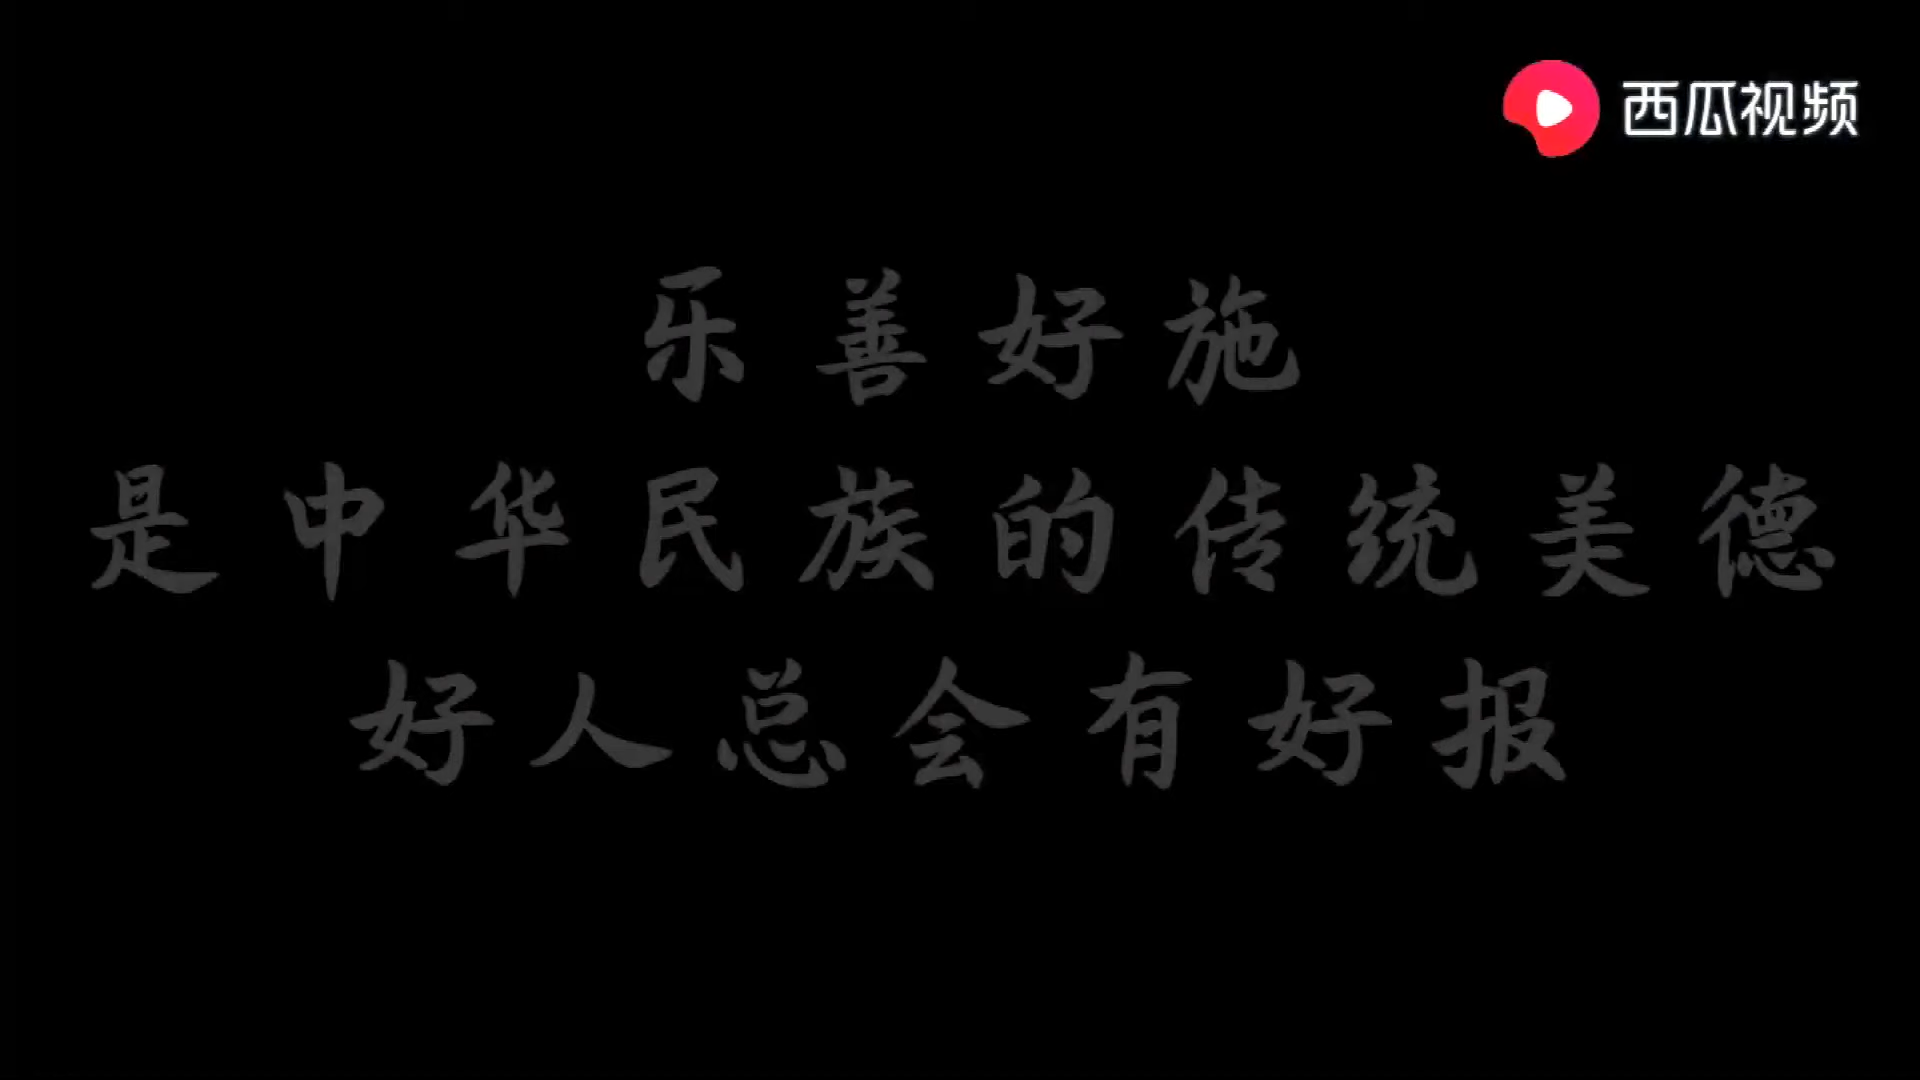 西瓜视频
乐善好施
是中华民族的传统美德
好人总会有好报